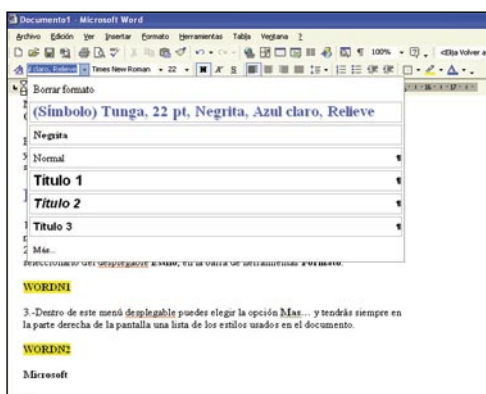 Documento1 - Microsoft Word
Archivo Edición Ver Insertar Formato Herramientas Tabla Ventana ?
100% <Elija Volver a
Claro, Relieve Times New Roman 22 N K S
Borrar formato
(Símbolo) Tunga, 22 pt, Negrita, Azul claro, Relieve
Negrita
Normal ¶
Título 1 ¶
Título 2 ¶
Título 3 ¶
Más...
seleccionarlo del desplegable Estilo, en la barra de herramientas Formato.
WORDN1
3.-Dentro de este menú desplegable puedes elegir la opción Mas… y tendrás siempre en
la parte derecha de la pantalla una lista de los estilos usados en el documento.
WORDN2
Microsoft